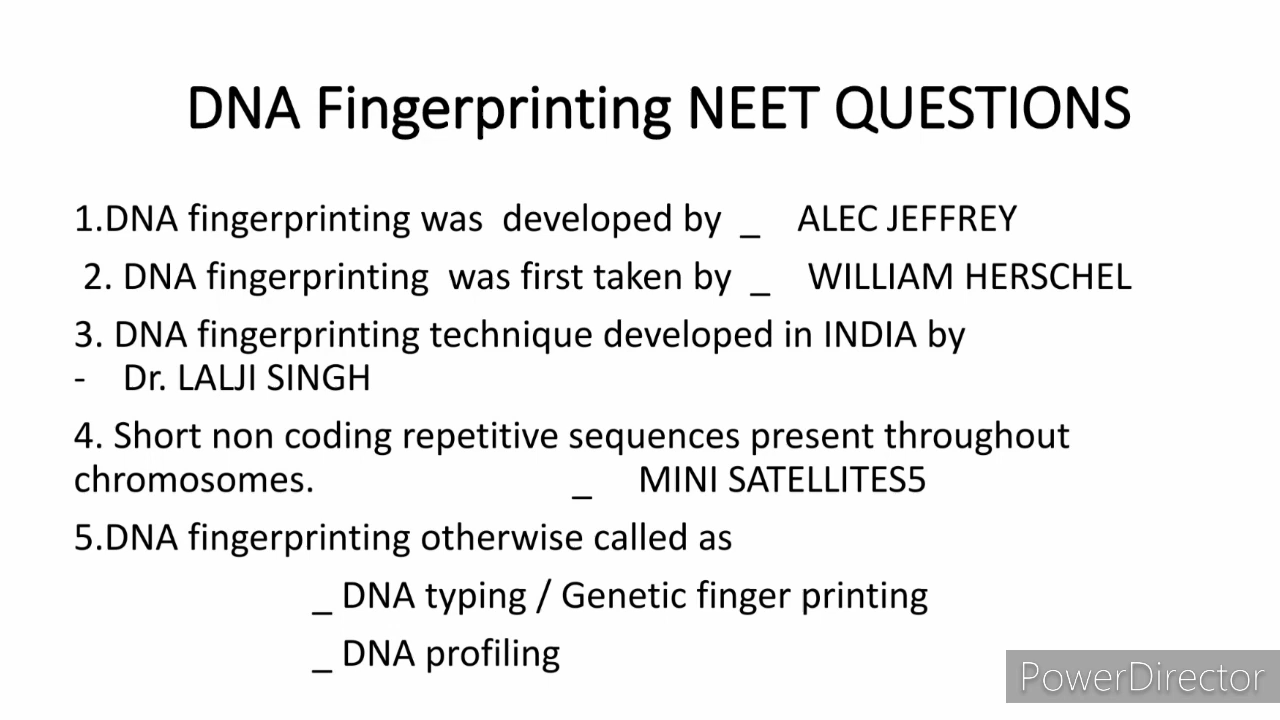 DNA Fingerprinting NEET QUESTIONS
1.DNA fingerprinting was developed by _ ALEC JEFFREY
2. DNA fingerprinting was first taken by _ WILLIAM HERSCHEL
3. DNA fingerprinting technique developed in INDIA by
- Dr. LALJI SINGH
4. Short non coding repetitive sequences present throughout
chromosomes. _ MINI SATELLITES5
5.DNA fingerprinting otherwise called as
_ DNA typing / Genetic finger printing
_ DNA profiling
PowerDirector